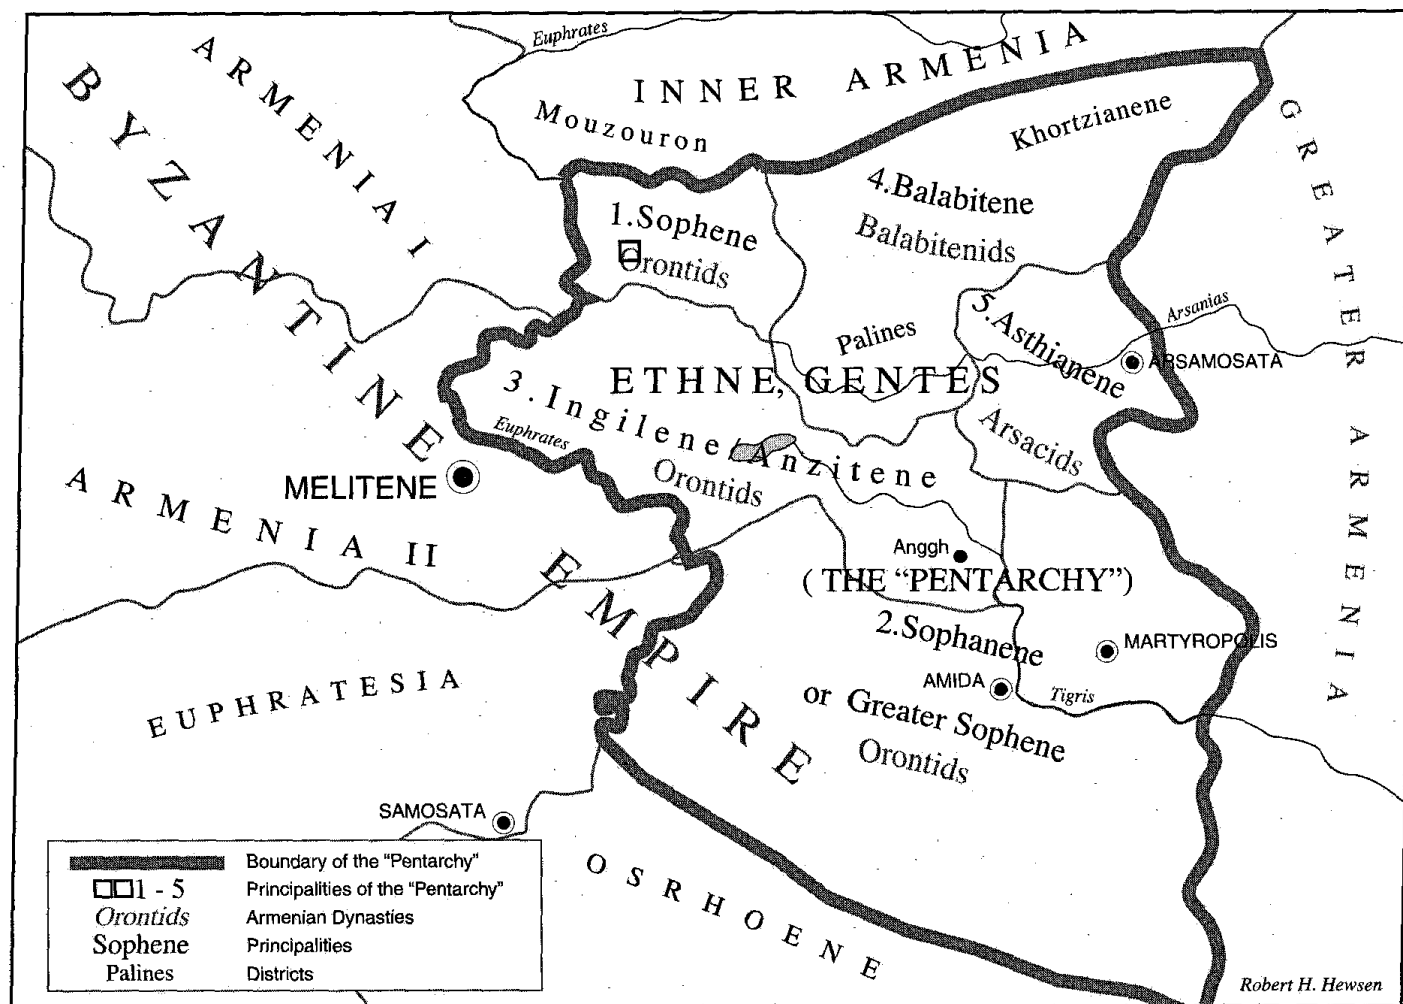 Euphrates
ARMENIA I
BYZANTINE
EMPIRE
INNER ARMENIA
Mouzouron
Khortzianene
GREATER ARMENIA
4.Balabitene
Balabitenids
1.Sophene
Orontids
5.Asthianene
Arsanias
Palines
ARSAMOSATA
ETHNE, GENTES
3. Ingilene/Anzitene
Euphrates
Orontids
Arsacids
MELITENE
ARMENIA II
Anggh
( THE “PENTARCHY”)
2.Sophanene
MARTYROPOLIS
AMIDA
Tigris
or Greater Sophene
Orontids
EUPHRATESIA
SAMOSATA
OSRHOENE
Boundary of the “Pentarchy”
1 - 5 Principalities of the “Pentarchy”
Orontids Armenian Dynasties
Sophene Principalities
Palines Districts
Robert H. Hewsen